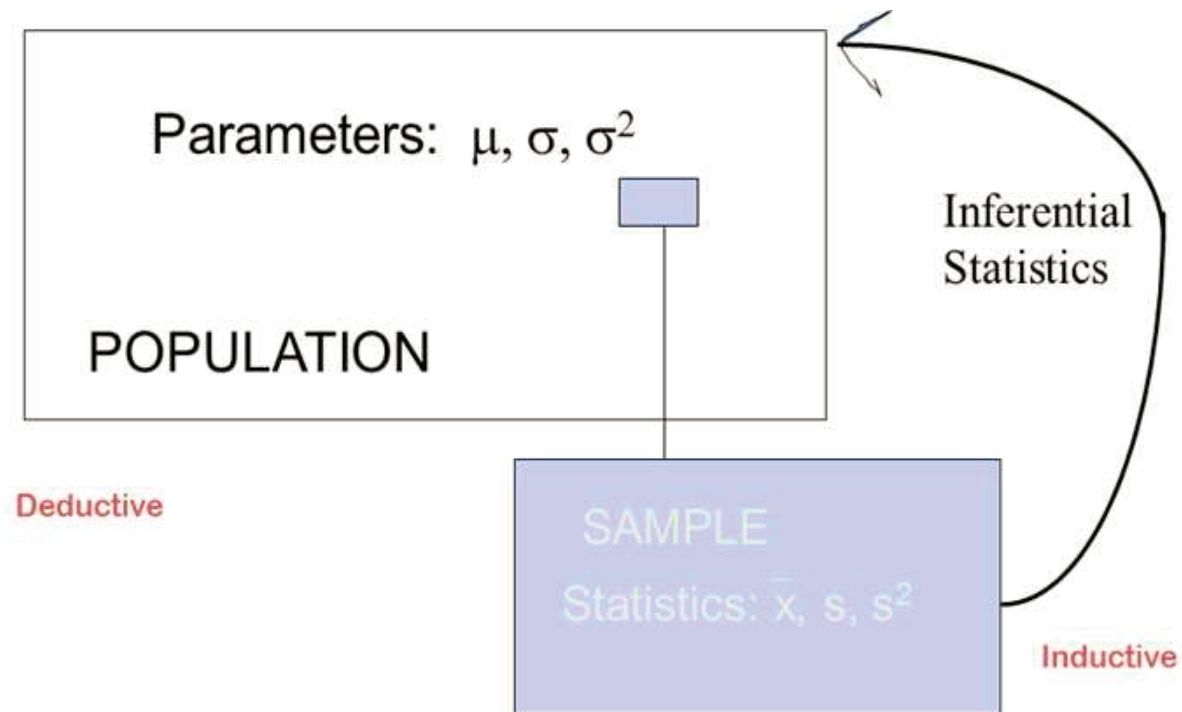 Parameters: μ, σ, σ²
Inferential
Statistics
POPULATION
Deductive
SAMPLE
Statistics: x̄, s, s²
Inductive